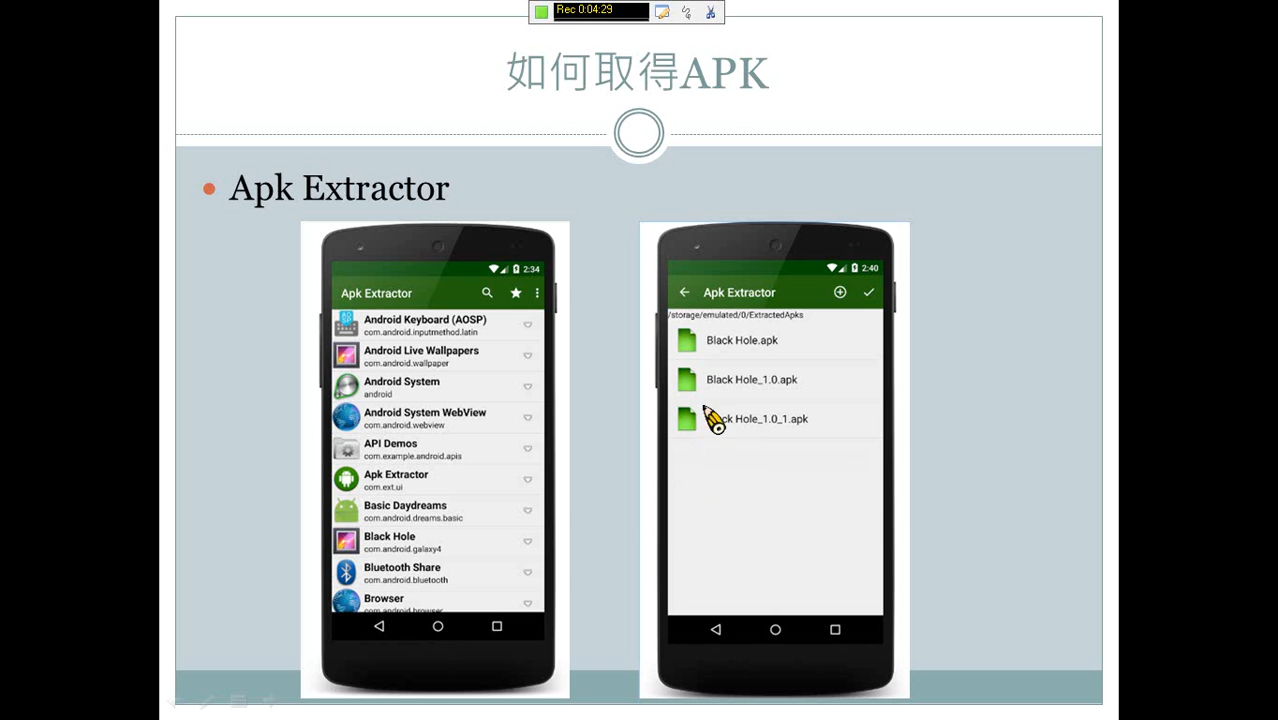 Rec 0:04:29
如何取得APK
Apk Extractor
2:34
Apk Extractor
Android Keyboard (AOSP)
com.android.inputmethod.latin
Android Live Wallpapers
com.android.wallpaper
Android System
android
Android System WebView
com.android.webview
API Demos
com.example.android.apis
Apk Extractor
com.ext.ui
Basic Daydreams
com.android.dreams.basic
Black Hole
com.android.galaxy4
Bluetooth Share
com.android.bluetooth
Browser
com.android.browser
2:40
Apk Extractor
/storage/emulated/0/ExtractedApks
Black Hole.apk
Black Hole_1.0.apk
Hole_1.0_1.apk